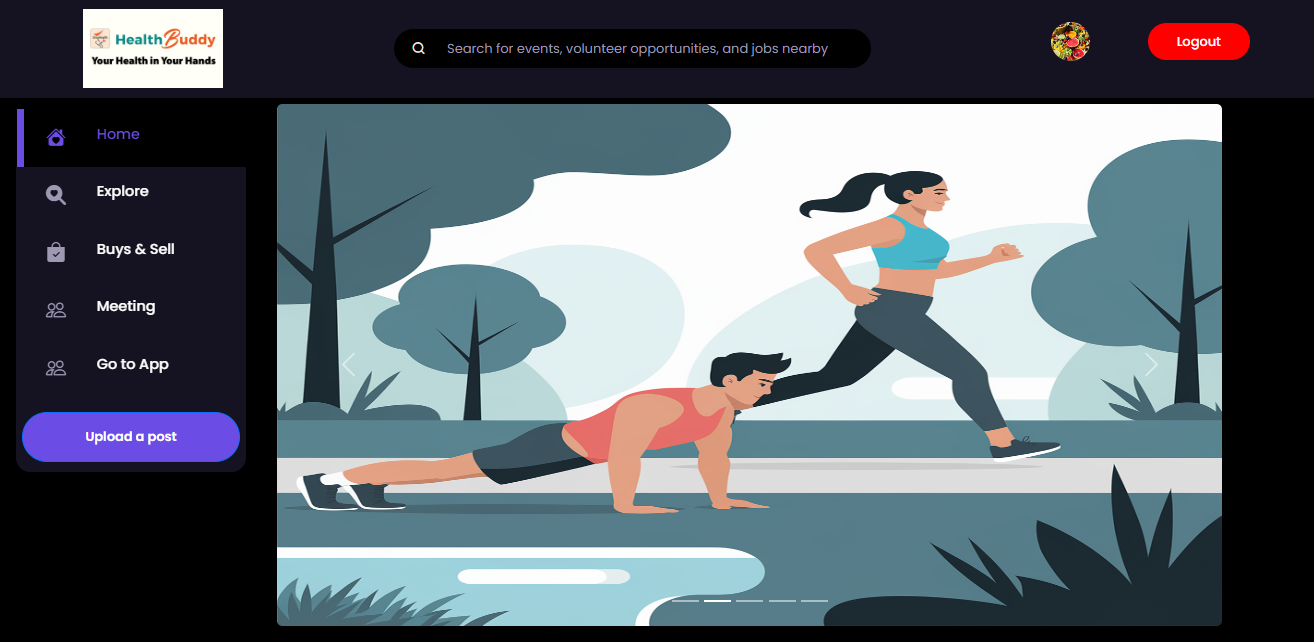 HealthBuddy
Your Health in Your Hands
Search for events, volunteer opportunities, and jobs nearby
Logout
Home
Explore
Buys & Sell
Meeting
Go to App
Upload a post